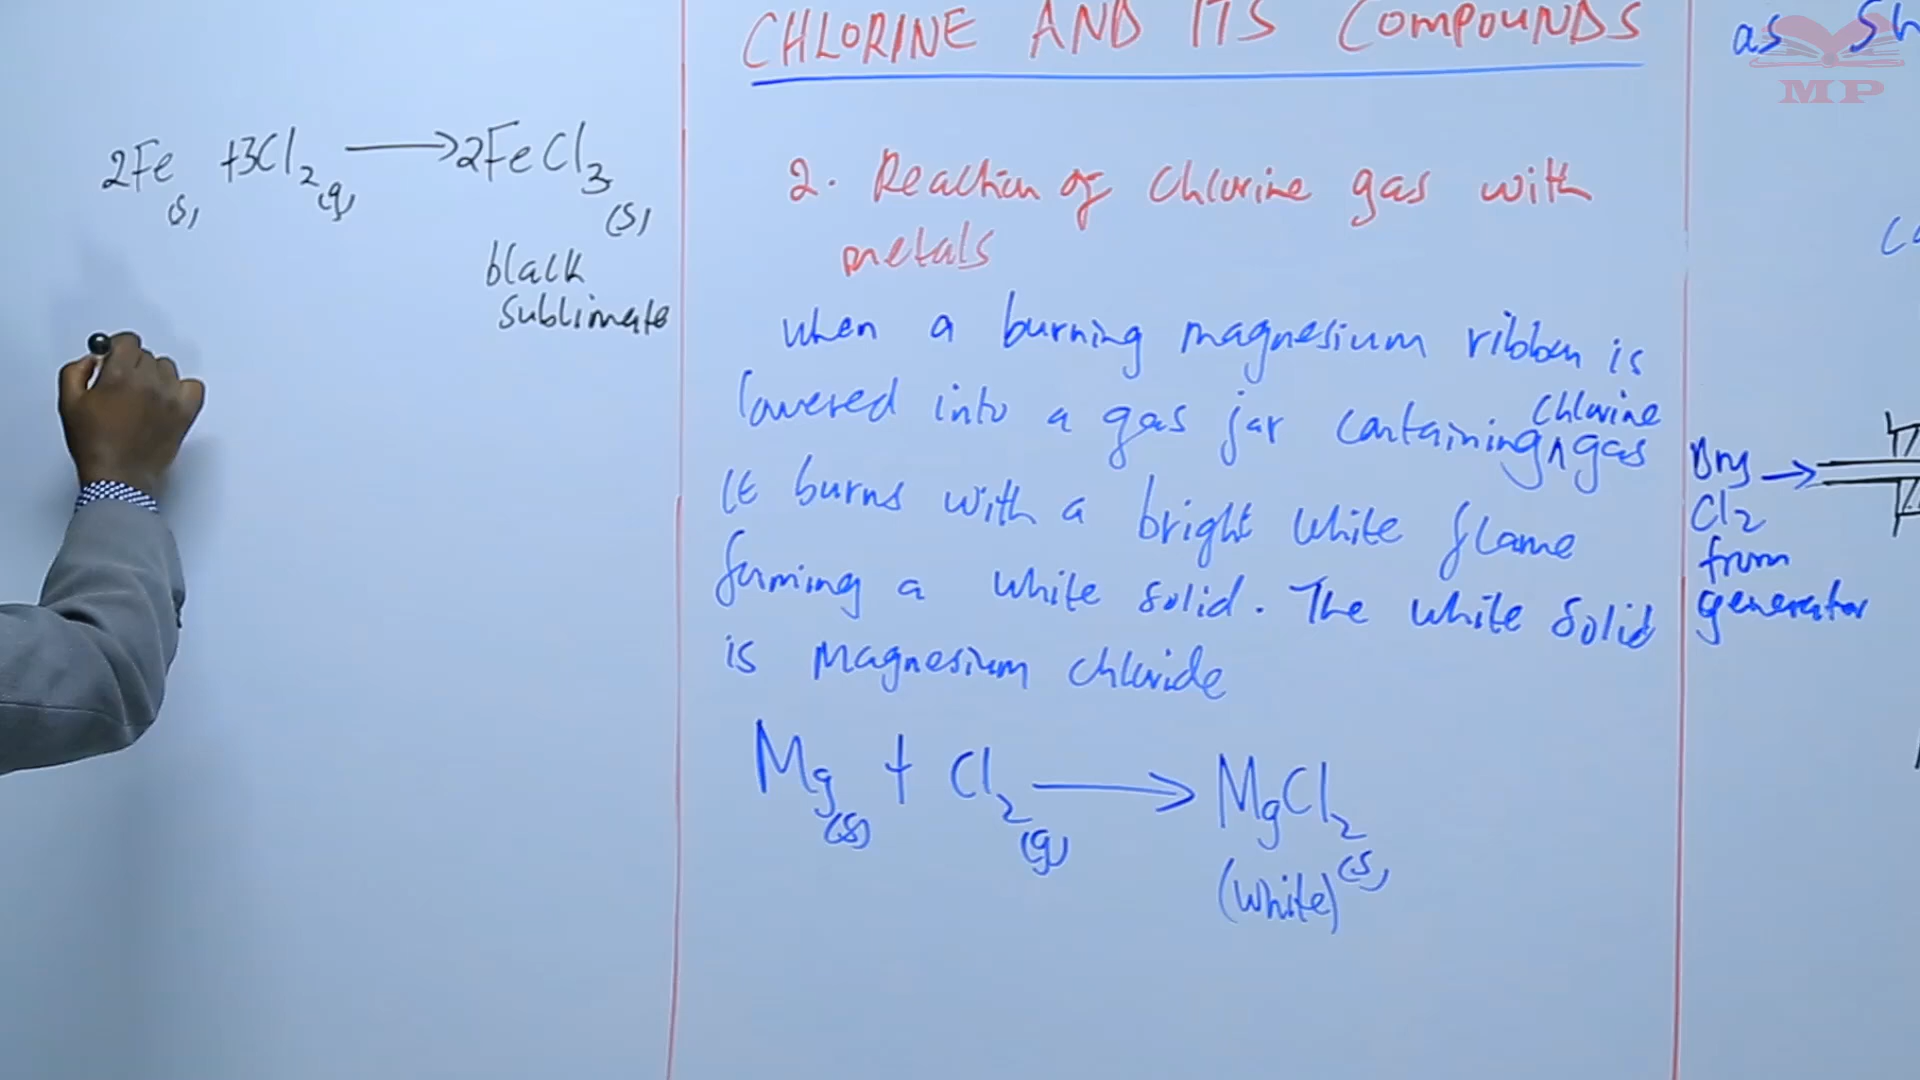 CHLORINE AND ITS COMPOUNDS
2Fe(s) +3Cl2(g) ⟶ 2FeCl3(s)
black
sublimate
2. Reaction of Chlorine gas with
metals
when a burning magnesium ribbon is
lowered into a gas jar containing ^ gas
chlorine
It burns with a bright white flame
forming a white solid. The white solid
is magnesium chloride
Mg(s) + Cl2(g) ⟶ MgCl2(s)
(white)
as Sh
MP
Dry →
Cl2
from
generator